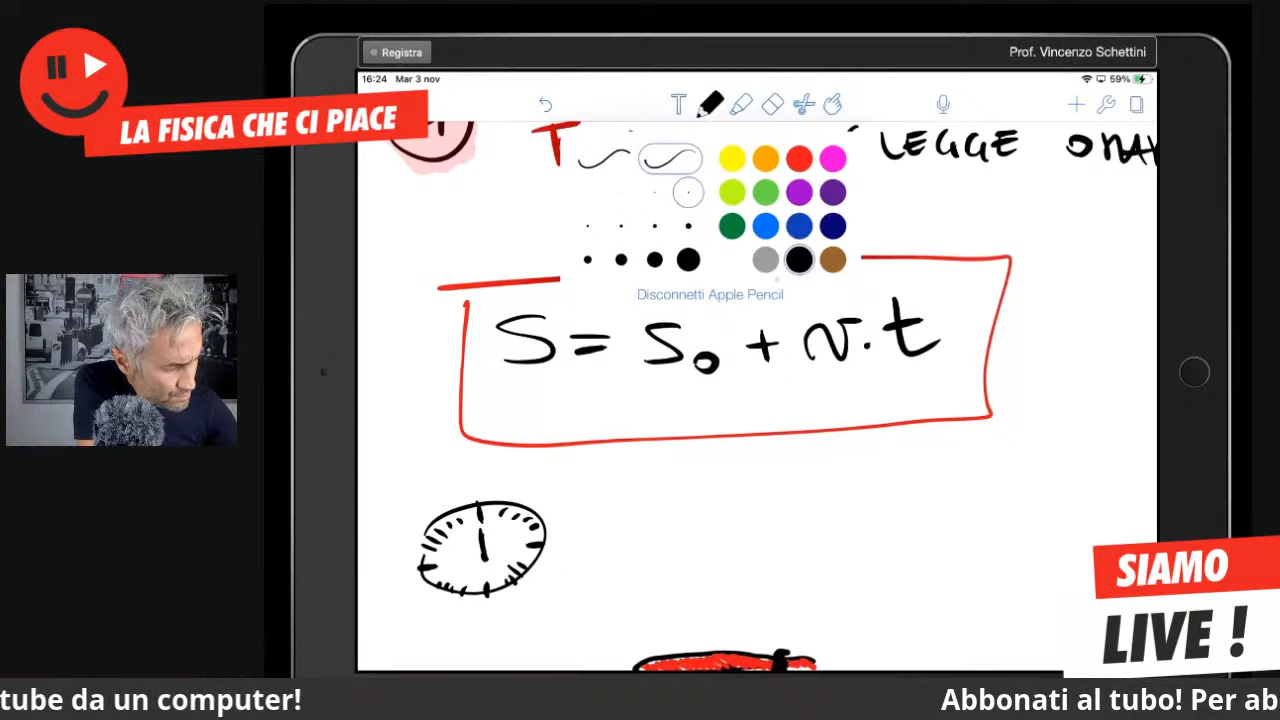 Registra
Prof. Vincenzo Schettini
16:24 Mar 3 nov
59%
LA FISICA CHE CI PIACE
T
LEGGE ORAR
Disconnetti Apple Pencil
S = S₀ + v · t
SIAMO
LIVE !
tube da un computer!
Abbonati al tubo! Per ab